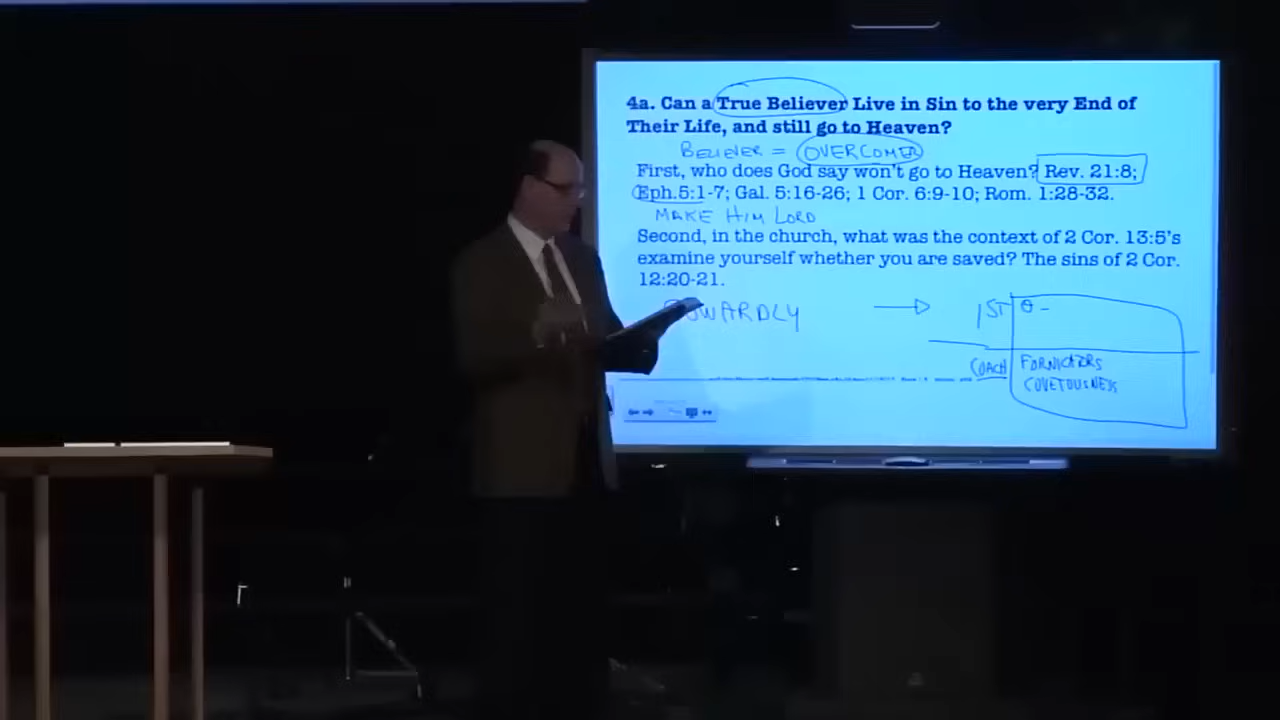 4a. Can a True Believer Live in Sin to the very End of
Their Life, and still go to Heaven?
BELIEVER = OVERCOMER
First, who does God say won't go to Heaven? Rev. 21:8;
Eph.5:1-7; Gal. 5:16-26; 1 Cor. 6:9-10; Rom. 1:28-32.
MAKE HIM LORD
Second, in the church, what was the context of 2 Cor. 13:5's
examine yourself whether you are saved? The sins of 2 Cor.
12:20-21.
1ST
COACH FORNICATORS
COVETOUSNESS